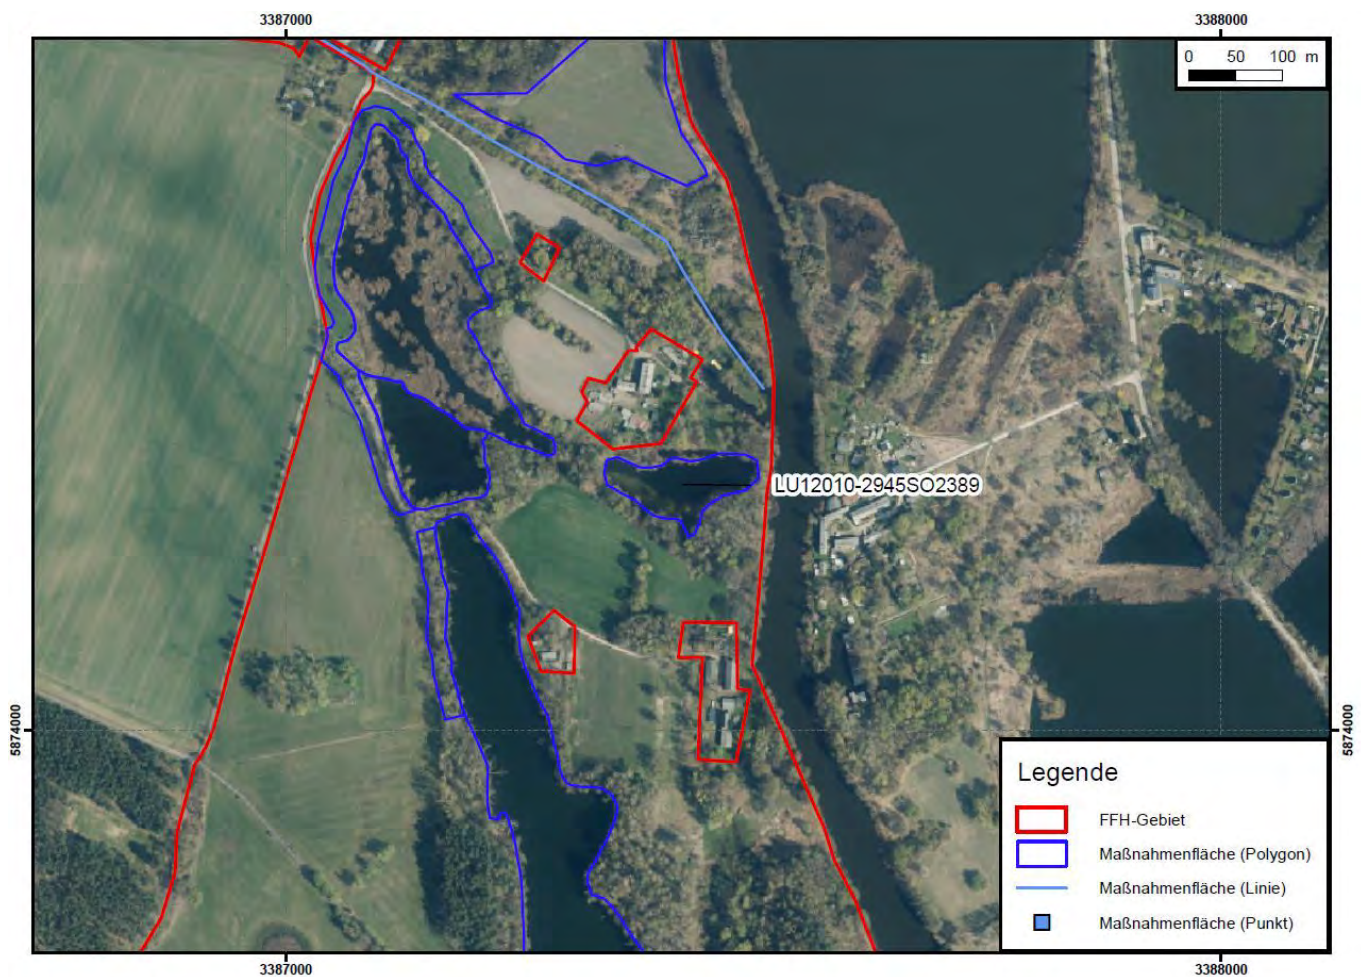 3387000 3388000
0 50 100 m
LU12010-2945SO2389
5874000 5874000
Legende
FFH-Gebiet
Maßnahmenfläche (Polygon)
Maßnahmenfläche (Linie)
Maßnahmenfläche (Punkt)
3387000 3388000